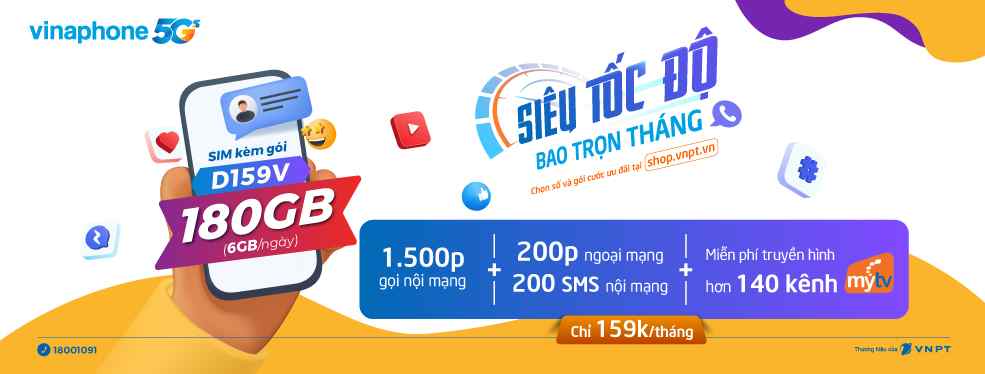 vinaphone 5Gs
SIM kèm gói
D159V
180GB
(6GB/ngày)
SIÊU TỐC ĐỘ
BAO TRỌN THÁNG
Chọn số và gói cước ưu đãi tại shop.vnpt.vn
#
1.500p
gọi nội mạng
+
200p ngoại mạng
200 SMS nội mạng
+
Miễn phí truyền hình
hơn 140 kênh mytv
Chỉ 159k/tháng
18001091
Thương hiệu của VNPT